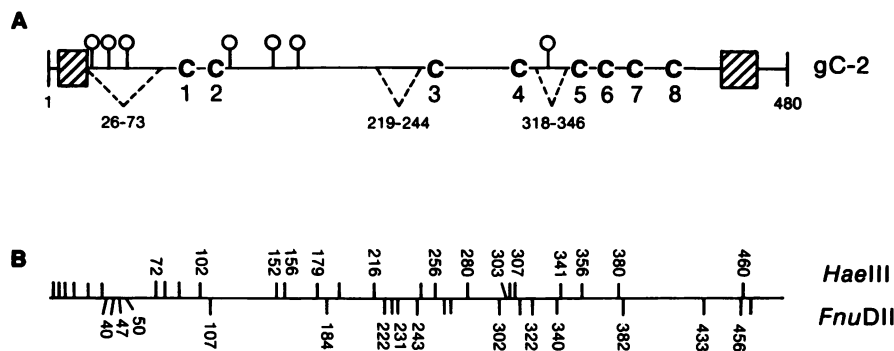 A
C C C C C C C C gC-2
1 2 3 4 5 6 7 8
1 480
26-73 219-244 318-346
B
72 102 152 156 179 216 256 280 303 307 341 356 380 460 HaeIII
40 47 50 107 184 222 231 243 302 322 340 382 433 456 FnuDII